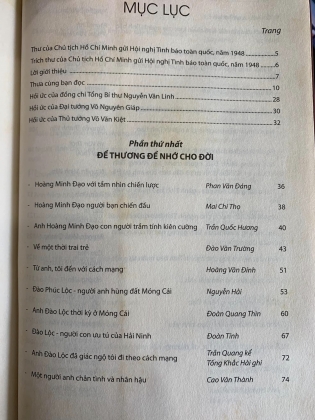 MỤC LỤC
Trang
Thư của Chủ tịch Hồ Chí Minh gửi Hội nghị Tình báo toàn quốc, năm 1948 5
Trích thư của Chủ tịch Hồ Chí Minh gửi Hội nghị Tình báo toàn quốc, năm 1948 6
Lời giới thiệu 7
Thưa cùng bạn đọc 10
Hồi ức của đồng chí Tổng Bí thư Nguyễn Văn Linh 28
Hồi ức của Đại tướng Võ Nguyên Giáp 30
Hồi ức của Thủ tướng Võ Văn Kiệt 32
Phần thứ nhất
ĐỂ THƯƠNG ĐỂ NHỚ CHO ĐỜI
- Hoàng Minh Đạo với tầm nhìn chiến lược Phan Văn Đáng 36
- Hoàng Minh Đạo người bạn chiến đấu Mai Chí Thọ 38
- Anh Hoàng Minh Đạo con người trầm tĩnh kiên cường Trần Quốc Hương 40
- Về một thời trai trẻ Đào Văn Trường 43
- Từ anh, tôi đến với cách mạng Hoàng Văn Đình 51
- Đào Phúc Lộc - người anh hùng đất Móng Cái Nguyễn Hải 53
- Anh Đào Lộc thời kỳ ở Móng Cái Đoàn Quang Thìn 60
- Đào Lộc - người con ưu tú của Hải Ninh Đoàn Tỉnh 67
- Anh Đào Lộc đã giác ngộ tôi đi theo cách mạng Trần Quang kể
Tống Khắc Hài ghi 72
- Một người anh chân tình và nhân hậu Cao Văn Thành 74